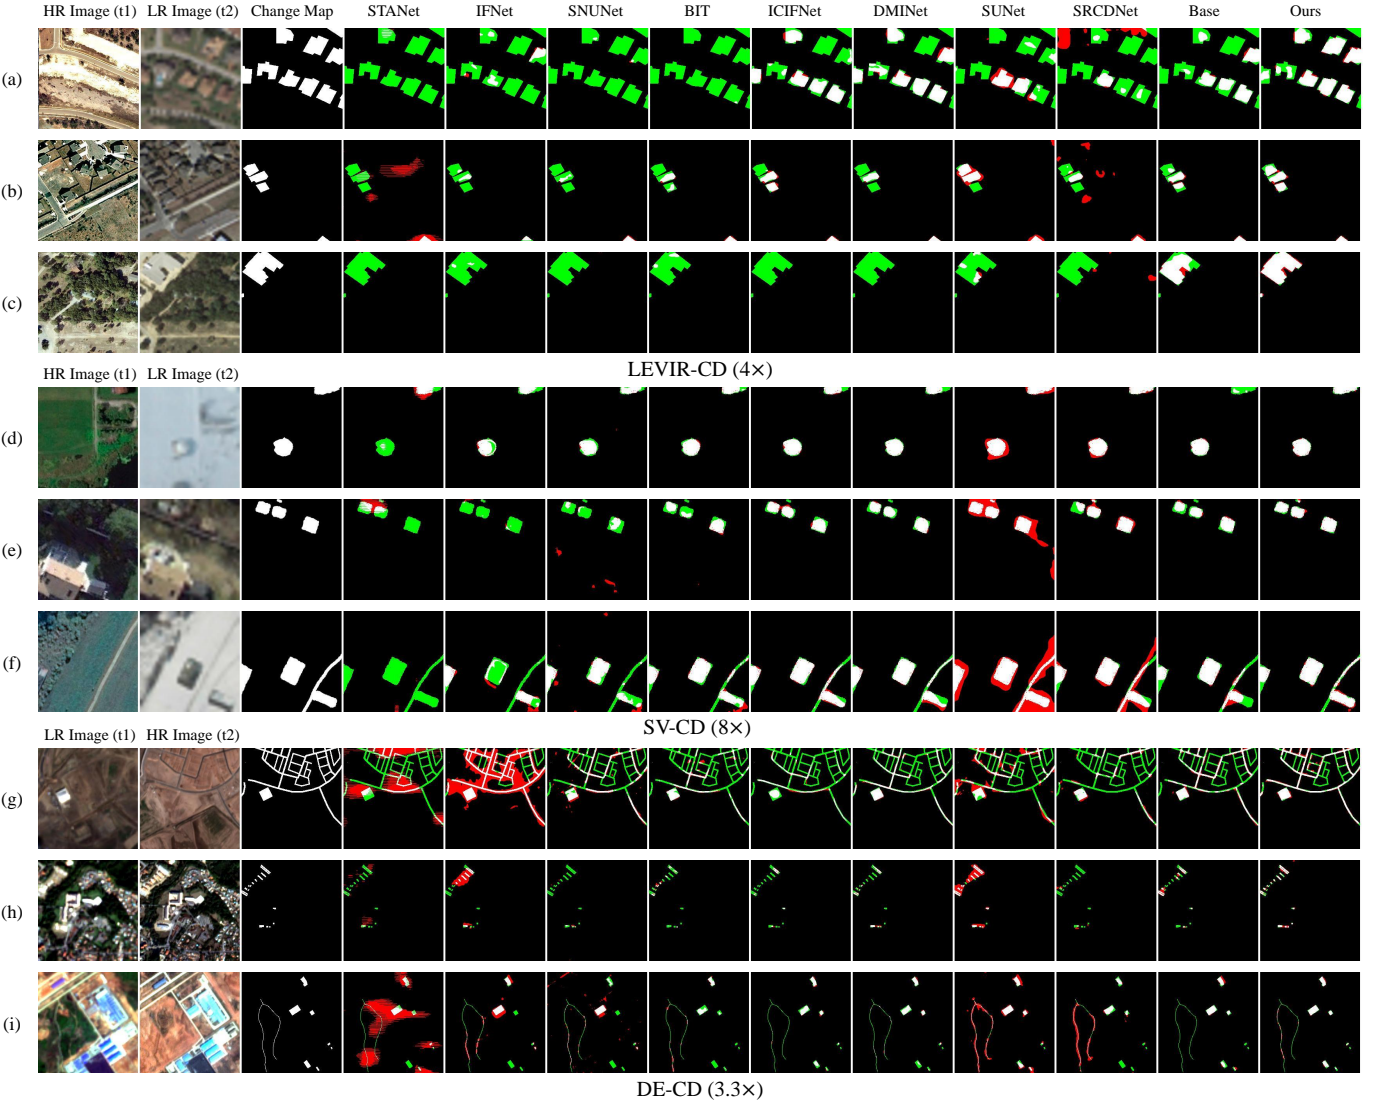 HR Image (t1) LR Image (t2) Change Map STANet IFNet SNUNet BIT ICIFNet DMINet SUNet SRCDNet Base Ours
(a)
(b)
(c)
LEVIR-CD (4×)
HR Image (t1) LR Image (t2)
(d)
(e)
(f)
SV-CD (8×)
LR Image (t1) HR Image (t2)
(g)
(h)
(i)
DE-CD (3.3×)